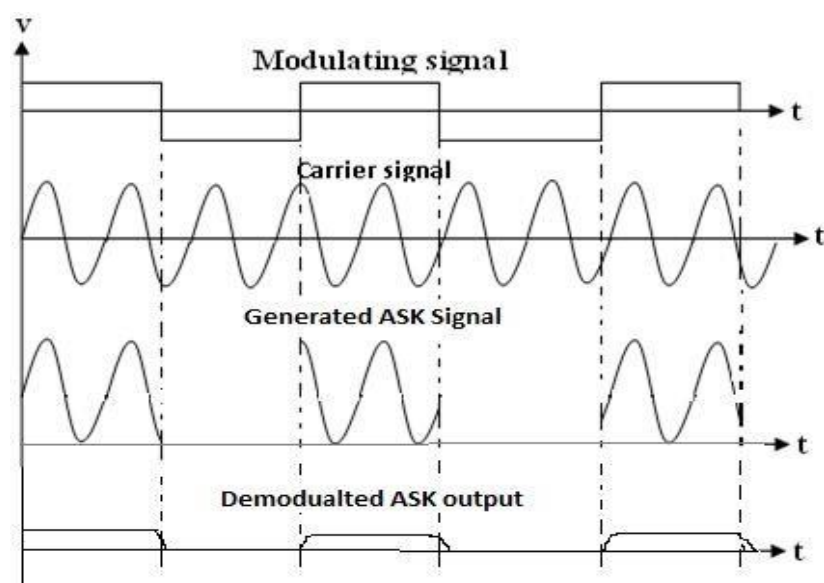 v
Modulating signal
t
Carrier signal
t
Generated ASK Signal
t
Demodualted ASK output
t